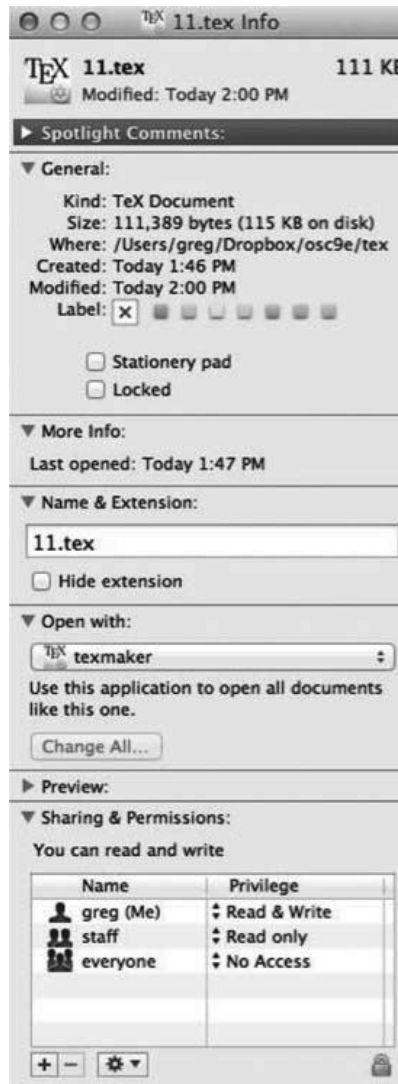 TEX 11.tex Info
TEX 11.tex 111 KB
Modified: Today 2:00 PM
Spotlight Comments:
General:
Kind: TeX Document
Size: 111,389 bytes (115 KB on disk)
Where: /Users/greg/Dropbox/osc9e/tex
Created: Today 1:46 PM
Modified: Today 2:00 PM
Label: x
Stationery pad
Locked
More Info:
Last opened: Today 1:47 PM
Name & Extension:
11.tex
Hide extension
Open with:
TEX texmaker
Use this application to open all documents
like this one.
Change All...
Preview:
Sharing & Permissions:
You can read and write
Name Privilege
greg (Me) Read & Write
staff Read only
everyone No Access